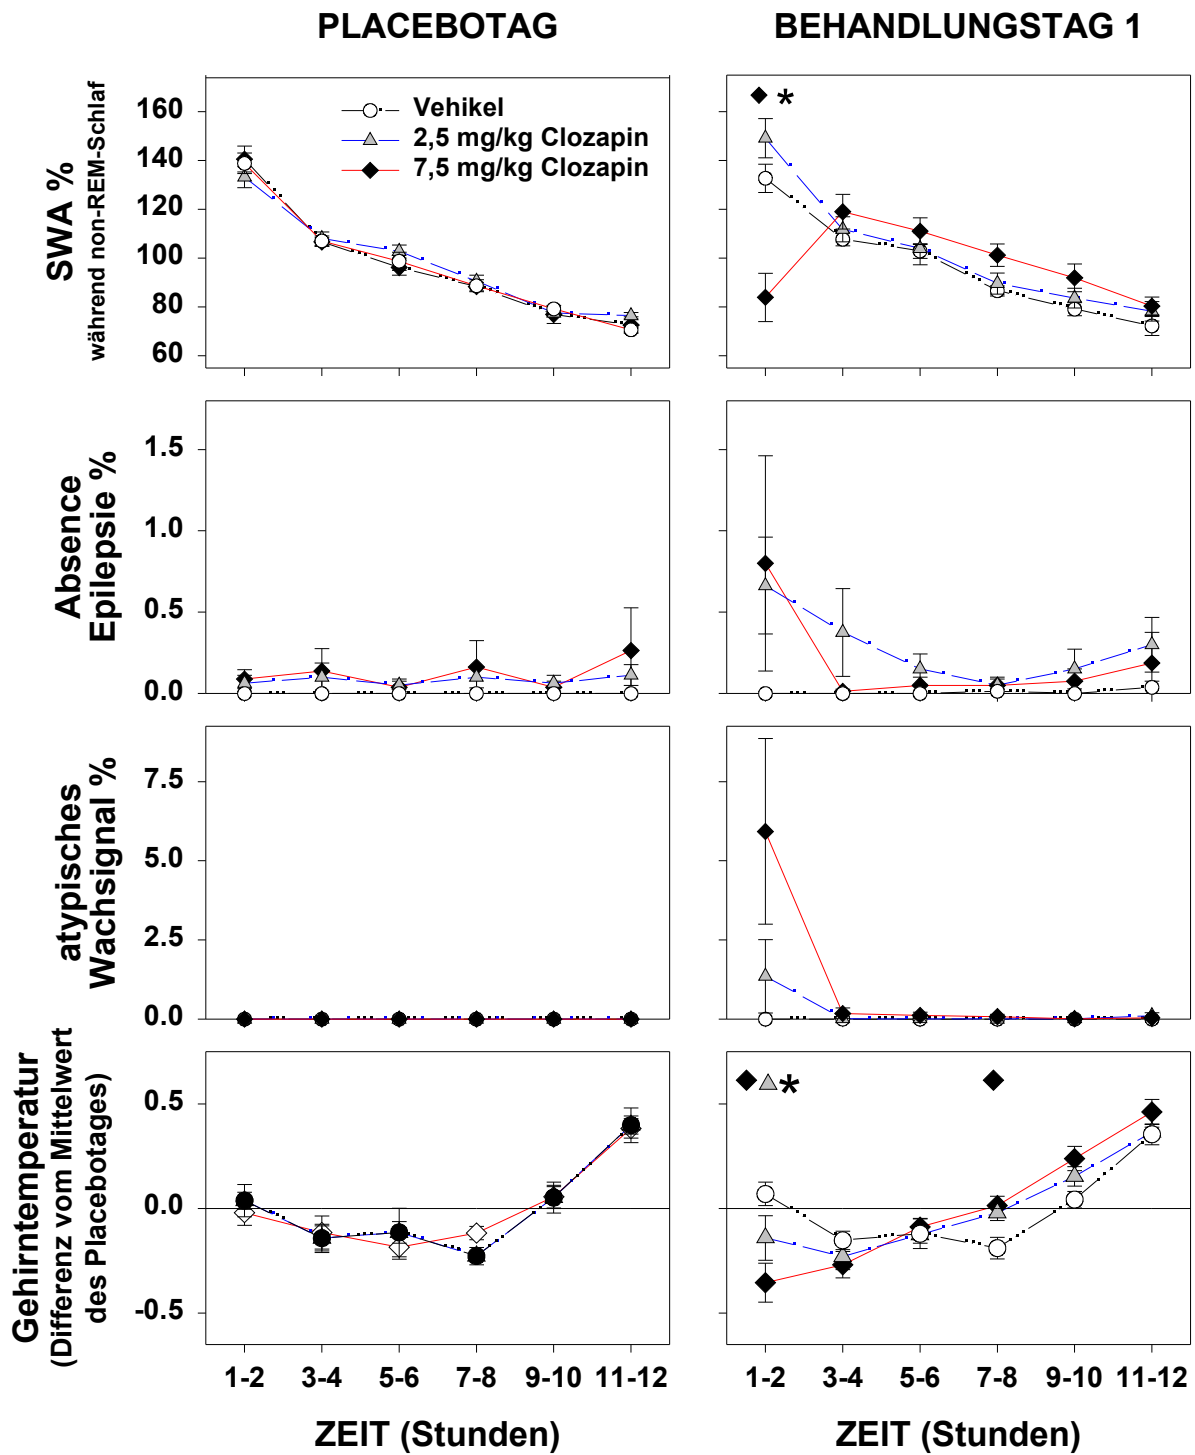 PLACEBOTAG
BEHANDLUNGSTAG 1
SWA %
während non-REM-Schlaf
160
140
120
100
80
60
Vehikel
2,5 mg/kg Clozapin
7,5 mg/kg Clozapin
*
Absence
Epilepsie %
1.5
1.0
0.5
0.0
atypisches
Wachsignal %
7.5
5.0
2.5
0.0
Gehirntemperatur
(Differenz vom Mittelwert
des Placebotages)
0.5
0.0
-0.5
*
1-2 3-4 5-6 7-8 9-10 11-12
1-2 3-4 5-6 7-8 9-10 11-12
ZEIT (Stunden)
ZEIT (Stunden)